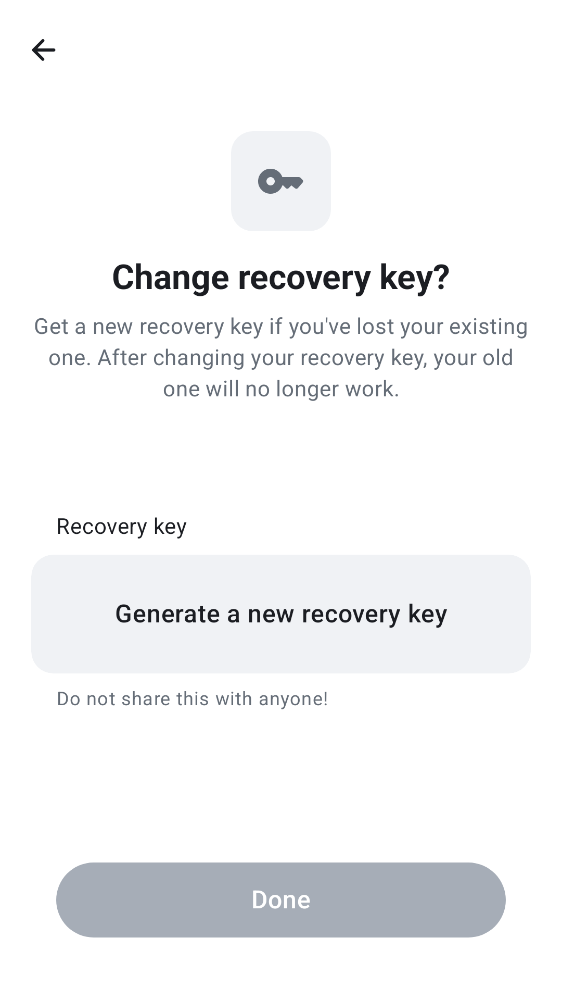 Change recovery key?
Get a new recovery key if you've lost your existing
one. After changing your recovery key, your old
one will no longer work.
Recovery key
Generate a new recovery key
Do not share this with anyone!
Done